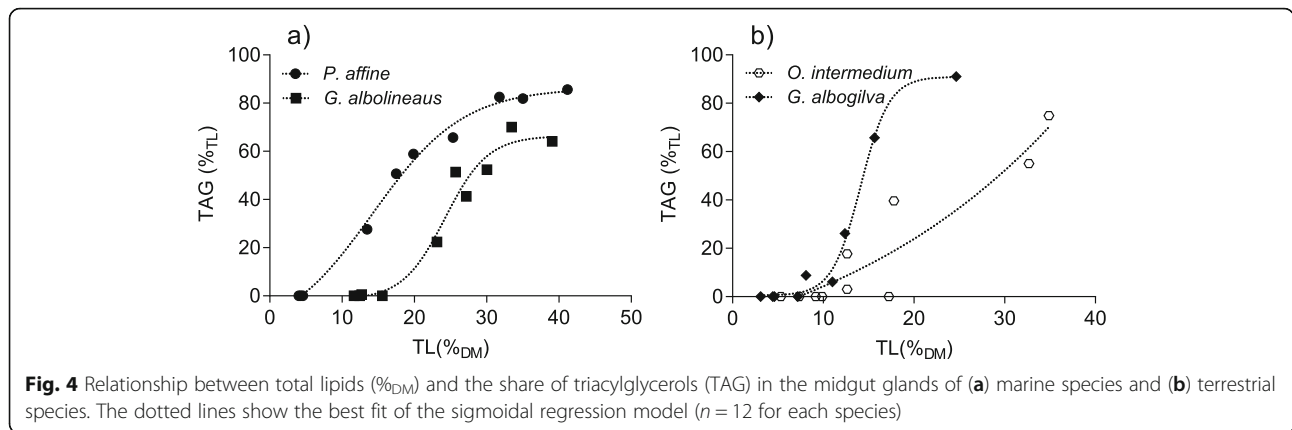 a)
P. affine
G. albolineaus
TAG (%TL)
100
80
60
40
20
0
0 10 20 30 40 50
TL(%DM)
b)
O. intermedium
G. albogilva
TAG (%TL)
100
80
60
40
20
0
0 10 20 30 40
TL(%DM)
Fig. 4 Relationship between total lipids (%DM) and the share of triacylglycerols (TAG) in the midgut glands of (a) marine species and (b) terrestrial
species. The dotted lines show the best fit of the sigmoidal regression model (n = 12 for each species)